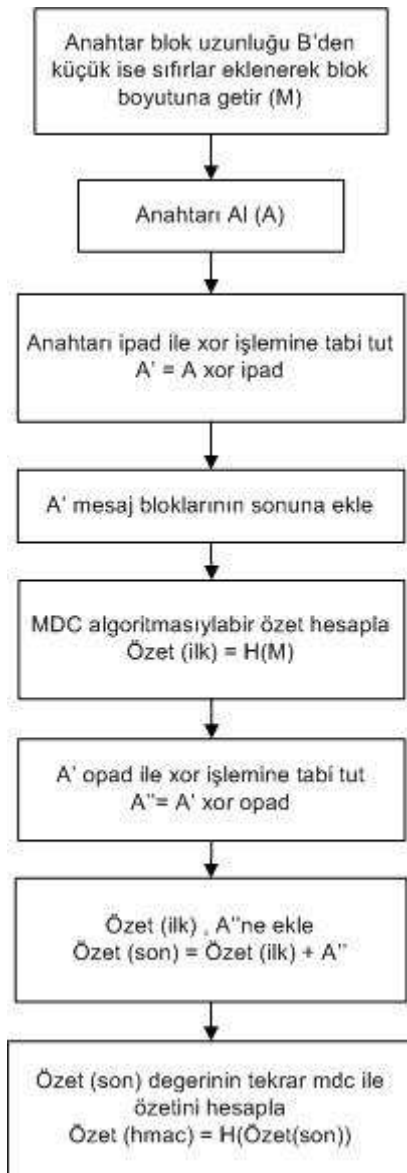 Anahtar blok uzunluğu B'den
küçük ise sıfırlar eklenerek blok
boyutuna getir (M)
Anahtarı Al (A)
Anahtarı ipad ile xor işlemine tabi tut
A' = A xor ipad
A' mesaj bloklarının sonuna ekle
MDC algoritmasıylabir özet hesapla
Özet (ilk) = H(M)
A' opad ile xor işlemine tabi tut
A''= A' xor opad
Özet (ilk) , A''ne ekle
Özet (son) = Özet (ilk) + A''
Özet (son) degerinin tekrar mdc ile
özetini hesapla
Özet (hmac) = H(Özet(son))